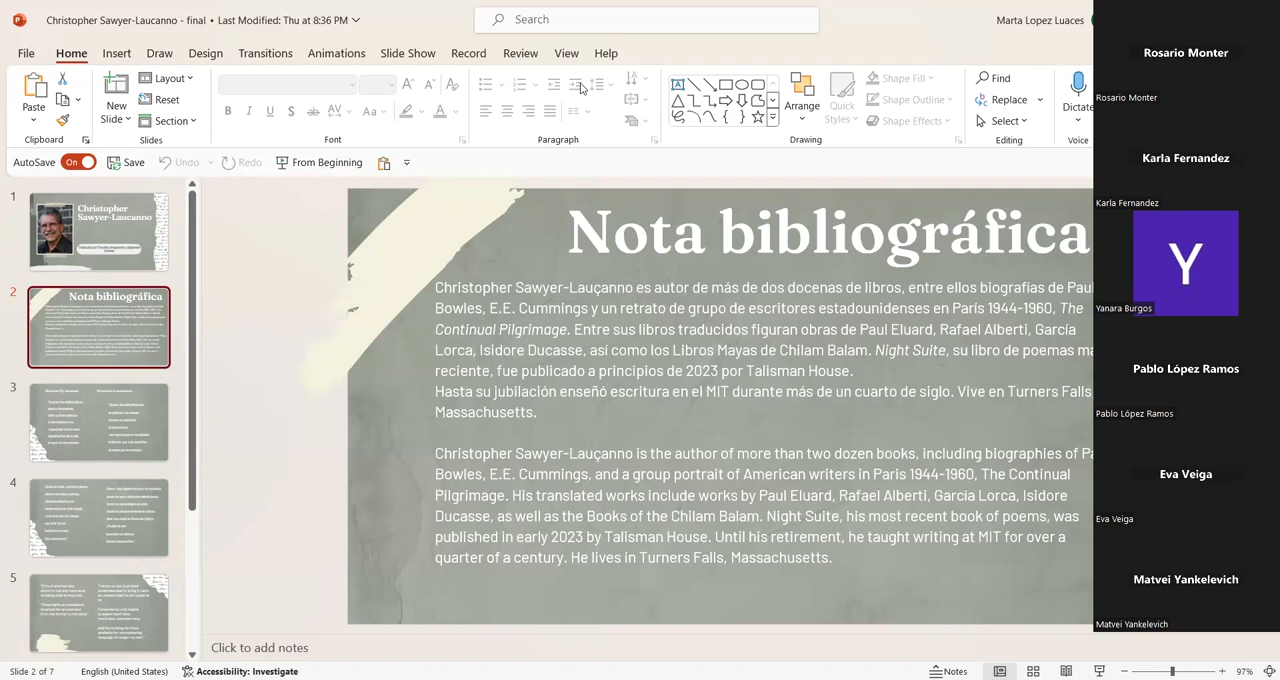 Christopher Sawyer-Laucanno - final • Last Modified: Thu at 8:36 PM
Search
Marta Lopez Luaces
File Home Insert Draw Design Transitions Animations Slide Show Record Review View Help
Paste
New
Slide
Layout
Reset
Section
B I U S ab AV Aa A
Arrange
Quick
Styles
Shape Fill
Shape Outline
Shape Effects
Find
Replace
Select
Dictate
Clipboard Slides Font Paragraph Drawing Editing Voice
AutoSave On Save Undo Redo From Beginning
1
Christopher
Sawyer-Laucanno
2
Nota bibliográfica
3
4
5
Nota bibliográfica
Christopher Sawyer-Lauçanno es autor de más de dos docenas de libros, entre ellos biografías de Paul
Bowles, E.E. Cummings y un retrato de grupo de escritores estadunidenses en París 1944-1960, The
Continual Pilgrimage. Entre sus libros traducidos figuran obras de Paul Eluard, Rafael Alberti, García
Lorca, Isidore Ducasse, así como los Libros Mayas de Chilam Balam. Night Suite, su libro de poemas má
reciente, fue publicado a principios de 2023 por Talisman House.
Hasta su jubilación enseñó escritura en el MIT durante más de un cuarto de siglo. Vive en Turners Falls
Massachusetts.
Christopher Sawyer-Lauçanno is the author of more than two dozen books, including biographies of Pa
Bowles, E.E. Cummings, and a group portrait of American writers in Paris 1944-1960, The Continual
Pilgrimage. His translated works include works by Paul Eluard, Rafael Alberti, García Lorca, Isidore
Ducasse, as well as the Books of the Chilam Balam. Night Suite, his most recent book of poems, was
published in early 2023 by Talisman House. Until his retirement, he taught writing at MIT for over a
quarter of a century. He lives in Turners Falls, Massachusetts.
Click to add notes
Slide 2 of 7 English (United States) Accessibility: Investigate Notes 97%
Rosario Monter
Rosario Monter
Karla Fernandez
Karla Fernandez
Y
Yanara Burgos
Pablo López Ramos
Pablo López Ramos
Eva Veiga
Eva Veiga
Matvei Yankelevich
Matvei Yankelevich